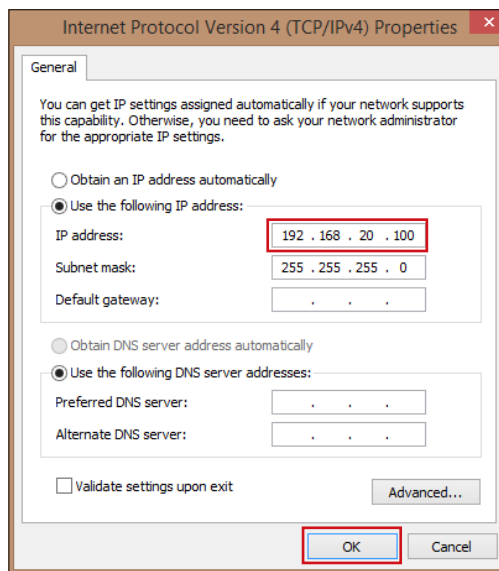 Internet Protocol Version 4 (TCP/IPv4) Properties
General
You can get IP settings assigned automatically if your network supports
this capability. Otherwise, you need to ask your network administrator
for the appropriate IP settings.
Obtain an IP address automatically
Use the following IP address:
IP address: 192 . 168 . 20 . 100
Subnet mask: 255 . 255 . 255 . 0
Default gateway: . . .
Obtain DNS server address automatically
Use the following DNS server addresses:
Preferred DNS server: . . .
Alternate DNS server: . . .
Validate settings upon exit
Advanced...
OK Cancel